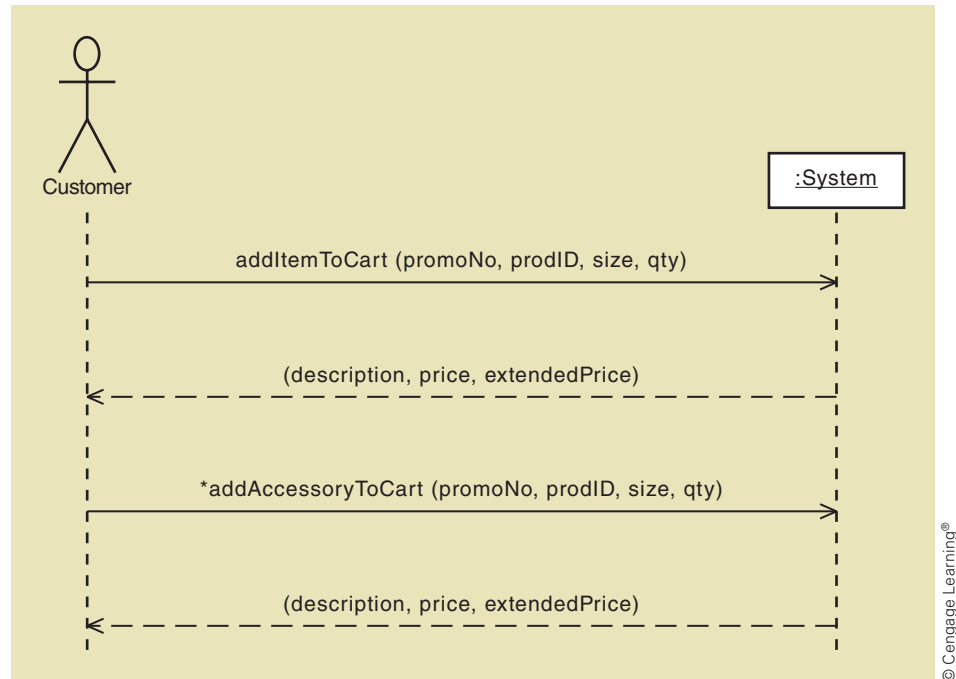 Customer
:System
addItemToCart (promoNo, prodID, size, qty)
(description, price, extendedPrice)
*addAccessoryToCart (promoNo, prodID, size, qty)
(description, price, extendedPrice)
© Cengage Learning®